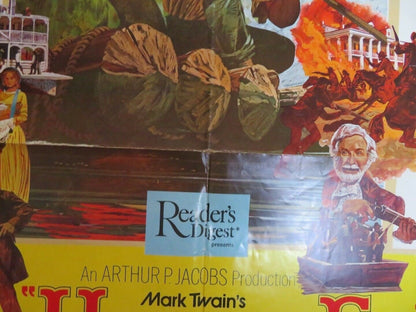 Reader's
Digest®
presents
An ARTHUR P. JACOBS Production
Mark Twain's
"H F